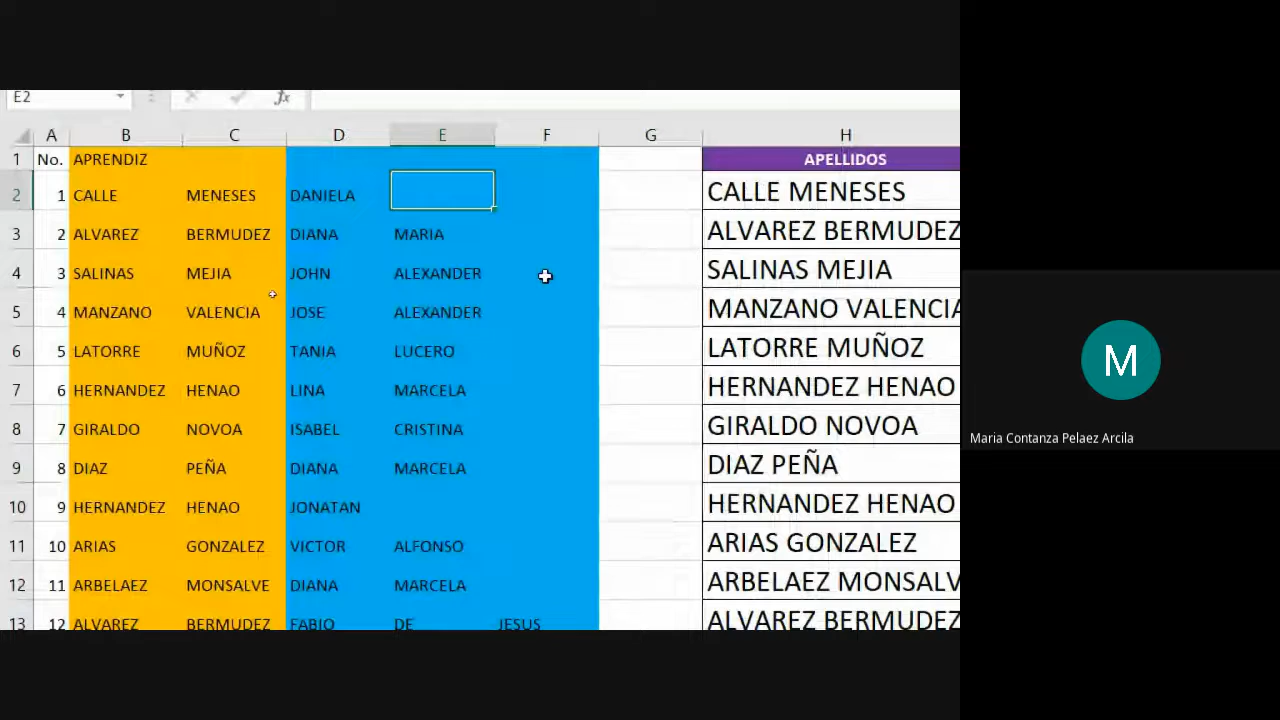 E2
fx
A B C D E F G H
1 No. APRENDIZ APELLIDOS
2 1 CALLE MENESES DANIELA CALLE MENESES
3 2 ALVAREZ BERMUDEZ DIANA MARIA ALVAREZ BERMUDEZ
4 3 SALINAS MEJIA JOHN ALEXANDER SALINAS MEJIA
5 4 MANZANO VALENCIA JOSE ALEXANDER MANZANO VALENCIA
6 5 LATORRE MUÑOZ TANIA LUCERO LATORRE MUÑOZ
7 6 HERNANDEZ HENAO LINA MARCELA HERNANDEZ HENAO
8 7 GIRALDO NOVOA ISABEL CRISTINA GIRALDO NOVOA
9 8 DIAZ PEÑA DIANA MARCELA DIAZ PEÑA
10 9 HERNANDEZ HENAO JONATAN HERNANDEZ HENAO
11 10 ARIAS GONZALEZ VICTOR ALFONSO ARIAS GONZALEZ
12 11 ARBELAEZ MONSALVE DIANA MARCELA ARBELAEZ MONSALV
13 12 ALVAREZ BERMUDEZ FABIO DE JESUS ALVAREZ BERMUDEZ
M
Maria Contanza Pelaez Arcila